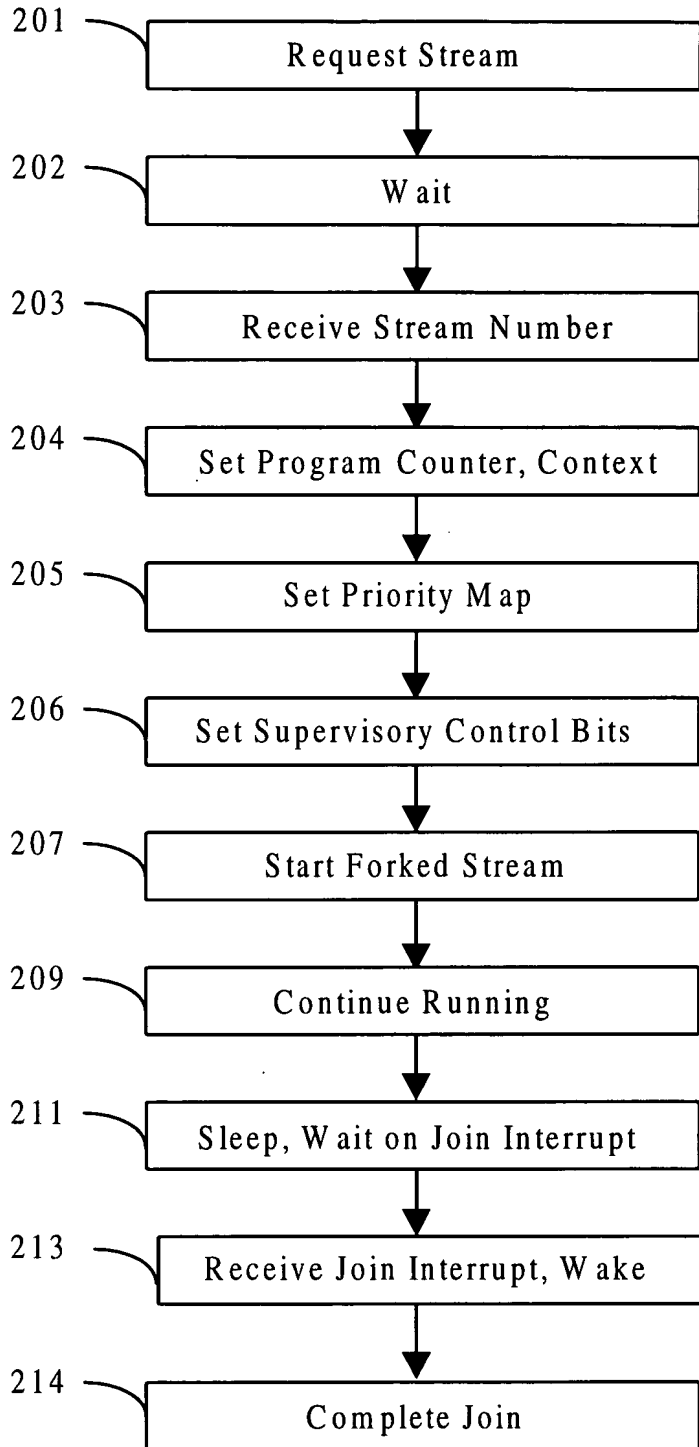 201
Request Stream
202
Wait
203
Receive Stream Number
204
Set Program Counter, Context
205
Set Priority Map
206
Set Supervisory Control Bits
207
Start Forked Stream
209
Continue Running
211
Sleep, Wait on Join Interrupt
213
Receive Join Interrupt, Wake
214
Complete Join